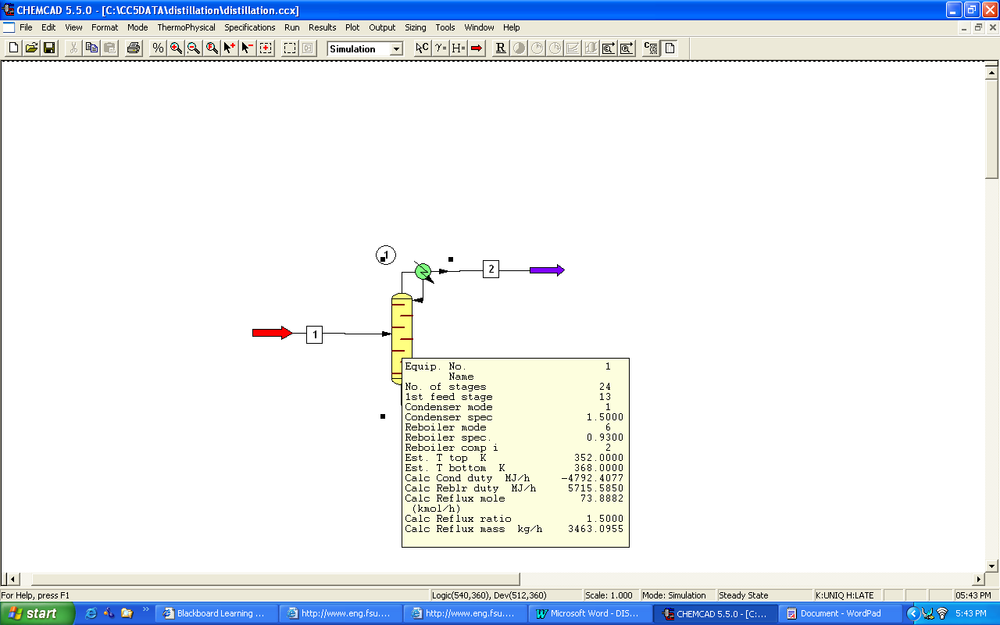 CHEMCAD 5.5.0 - [C:\CC5DATA\distillation\distillation.ccx]
File Edit View Format Mode ThermoPhysical Specifications Run Results Plot Output Sizing Tools Window Help
% Simulation C γ= H= R C
1
2
1
Equip. No. 1
Name
No. of stages 24
1st feed stage 13
Condenser mode 1
Condenser spec 1.5000
Reboiler mode 6
Reboiler spec. 0.9300
Reboiler comp i 2
Est. T top K 352.0000
Est. T bottom K 368.0000
Calc Cond duty MJ/h -4792.4077
Calc Reblr duty MJ/h 5715.5850
Calc Reflux mole 73.8882
(kmol/h)
Calc Reflux ratio 1.5000
Calc Reflux mass kg/h 3463.0955
For Help, press F1 Logic(540,360), Dev(512,360) Scale: 1.000 Mode: Simulation Steady State K:UNIQ H:LATE 05:43 PM
start » Blackboard Learning ... http://www.eng.fsu.... http://www.eng.fsu.... Microsoft Word - DIS... CHEMCAD 5.5.0 - [C:... Document - WordPad 5:43 PM